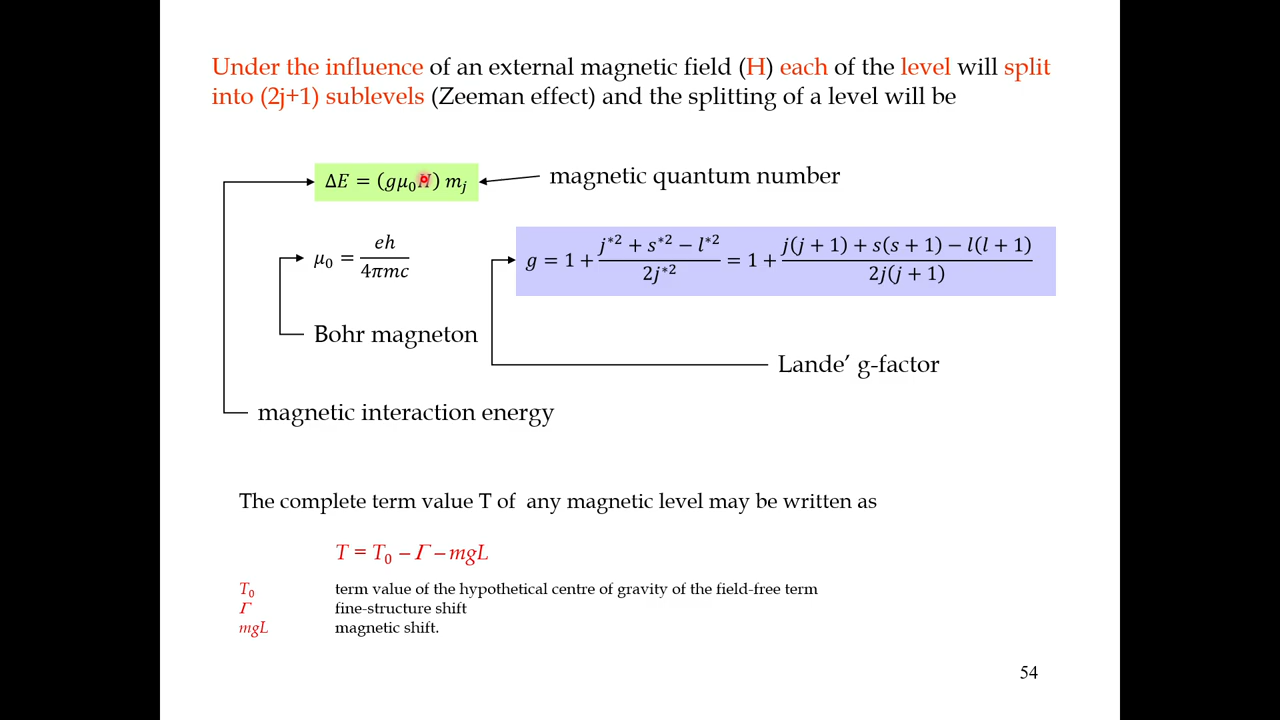 Under the influence of an external magnetic field (H) each of the level will split
into (2j+1) sublevels (Zeeman effect) and the splitting of a level will be
ΔE = (gμ₀H) mⱼ
magnetic quantum number
μ₀ = eh / 4πmc
g = 1 + (j*² + s*² − l*²) / 2j*² = 1 + (j(j + 1) + s(s + 1) − l(l + 1)) / 2j(j + 1)
Bohr magneton
Lande’ g-factor
magnetic interaction energy
The complete term value T of any magnetic level may be written as
T = T₀ – Γ – mgL
T₀ term value of the hypothetical centre of gravity of the field-free term
Γ fine-structure shift
mgL magnetic shift.
54